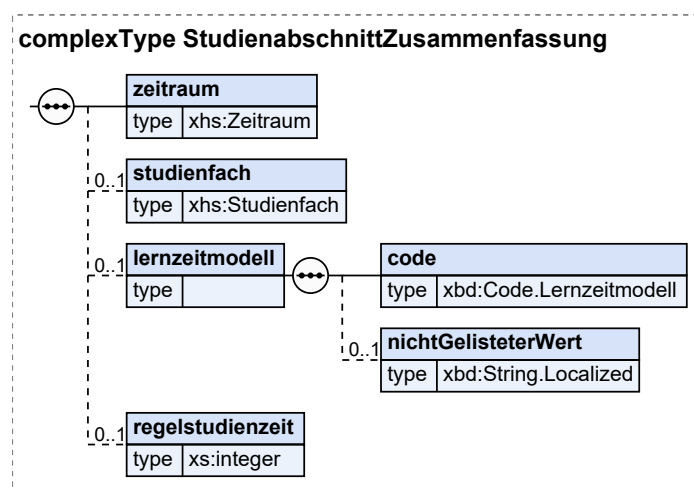 complexType StudienabschnittZusammenfassung
zeitraum
type xhs:Zeitraum
0..1 studienfach
type xhs:Studienfach
0..1 lernzeitmodell
type
code
type xbd:Code.Lernzeitmodell
0..1 nichtGelisteterWert
type xbd:String.Localized
0..1 regelstudienzeit
type xs:integer